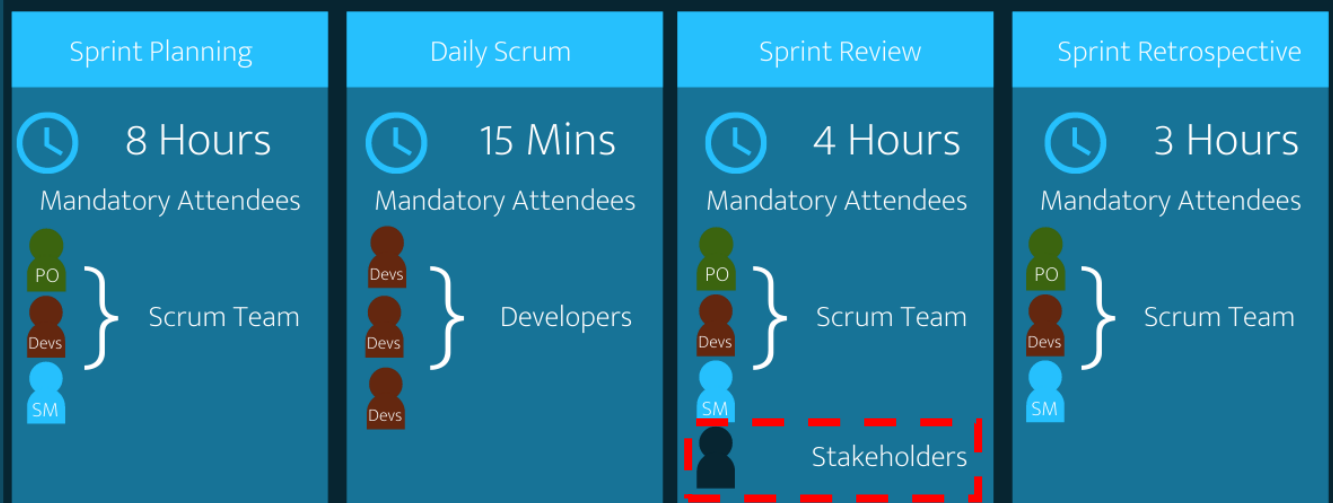 Sprint Planning
8 Hours
Mandatory Attendees
PO
Devs
SM
Scrum Team
Daily Scrum
15 Mins
Mandatory Attendees
Devs
Devs
Devs
Developers
Sprint Review
4 Hours
Mandatory Attendees
PO
Devs
SM
Scrum Team
Stakeholders
Sprint Retrospective
3 Hours
Mandatory Attendees
PO
Devs
SM
Scrum Team